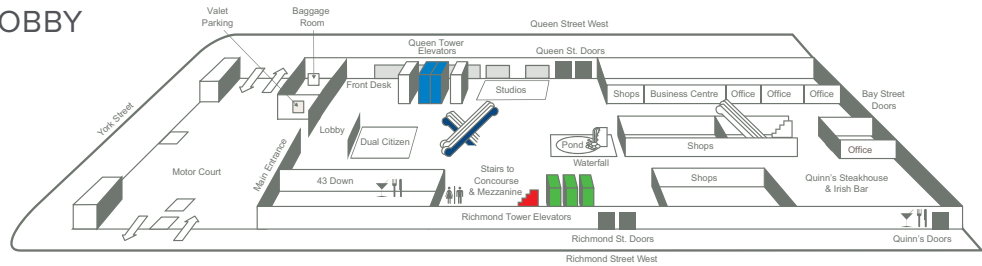 OBBY
Valet
Parking
Baggage
Room
Queen Street West
Queen Tower
Elevators
Queen St. Doors
Front Desk
Studios
Shops
Business Centre
Office
Office
Office
Bay Street
Doors
York Street
Lobby
Dual Citizen
Pond &
Waterfall
Shops
Office
Motor Court
Main Entrance
43 Down
Stairs to
Concourse
& Mezzanine
Shops
Quinn's Steakhouse
& Irish Bar
Richmond Tower Elevators
Richmond St. Doors
Quinn's Doors
Richmond Street West